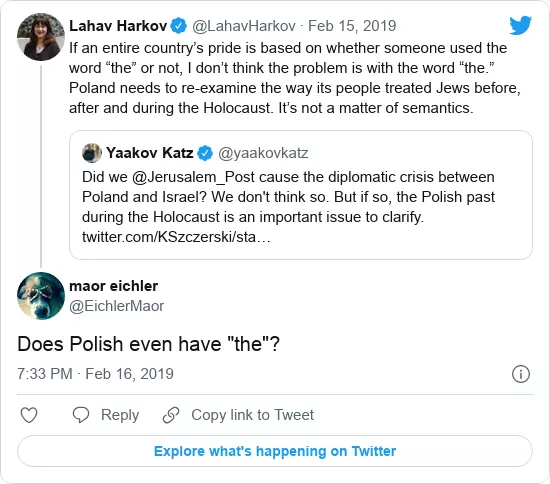 Lahav Harkov @LahavHarkov · Feb 15, 2019
If an entire country’s pride is based on whether someone used the
word “the” or not, I don’t think the problem is with the word “the.”
Poland needs to re-examine the way its people treated Jews before,
after and during the Holocaust. It’s not a matter of semantics.
Yaakov Katz @yaakovkatz
Did we @Jerusalem_Post cause the diplomatic crisis between
Poland and Israel? We don't think so. But if so, the Polish past
during the Holocaust is an important issue to clarify.
twitter.com/KSzczerski/sta…
maor eichler
@EichlerMaor
Does Polish even have "the"?
7:33 PM · Feb 16, 2019
Reply Copy link to Tweet
Explore what's happening on Twitter